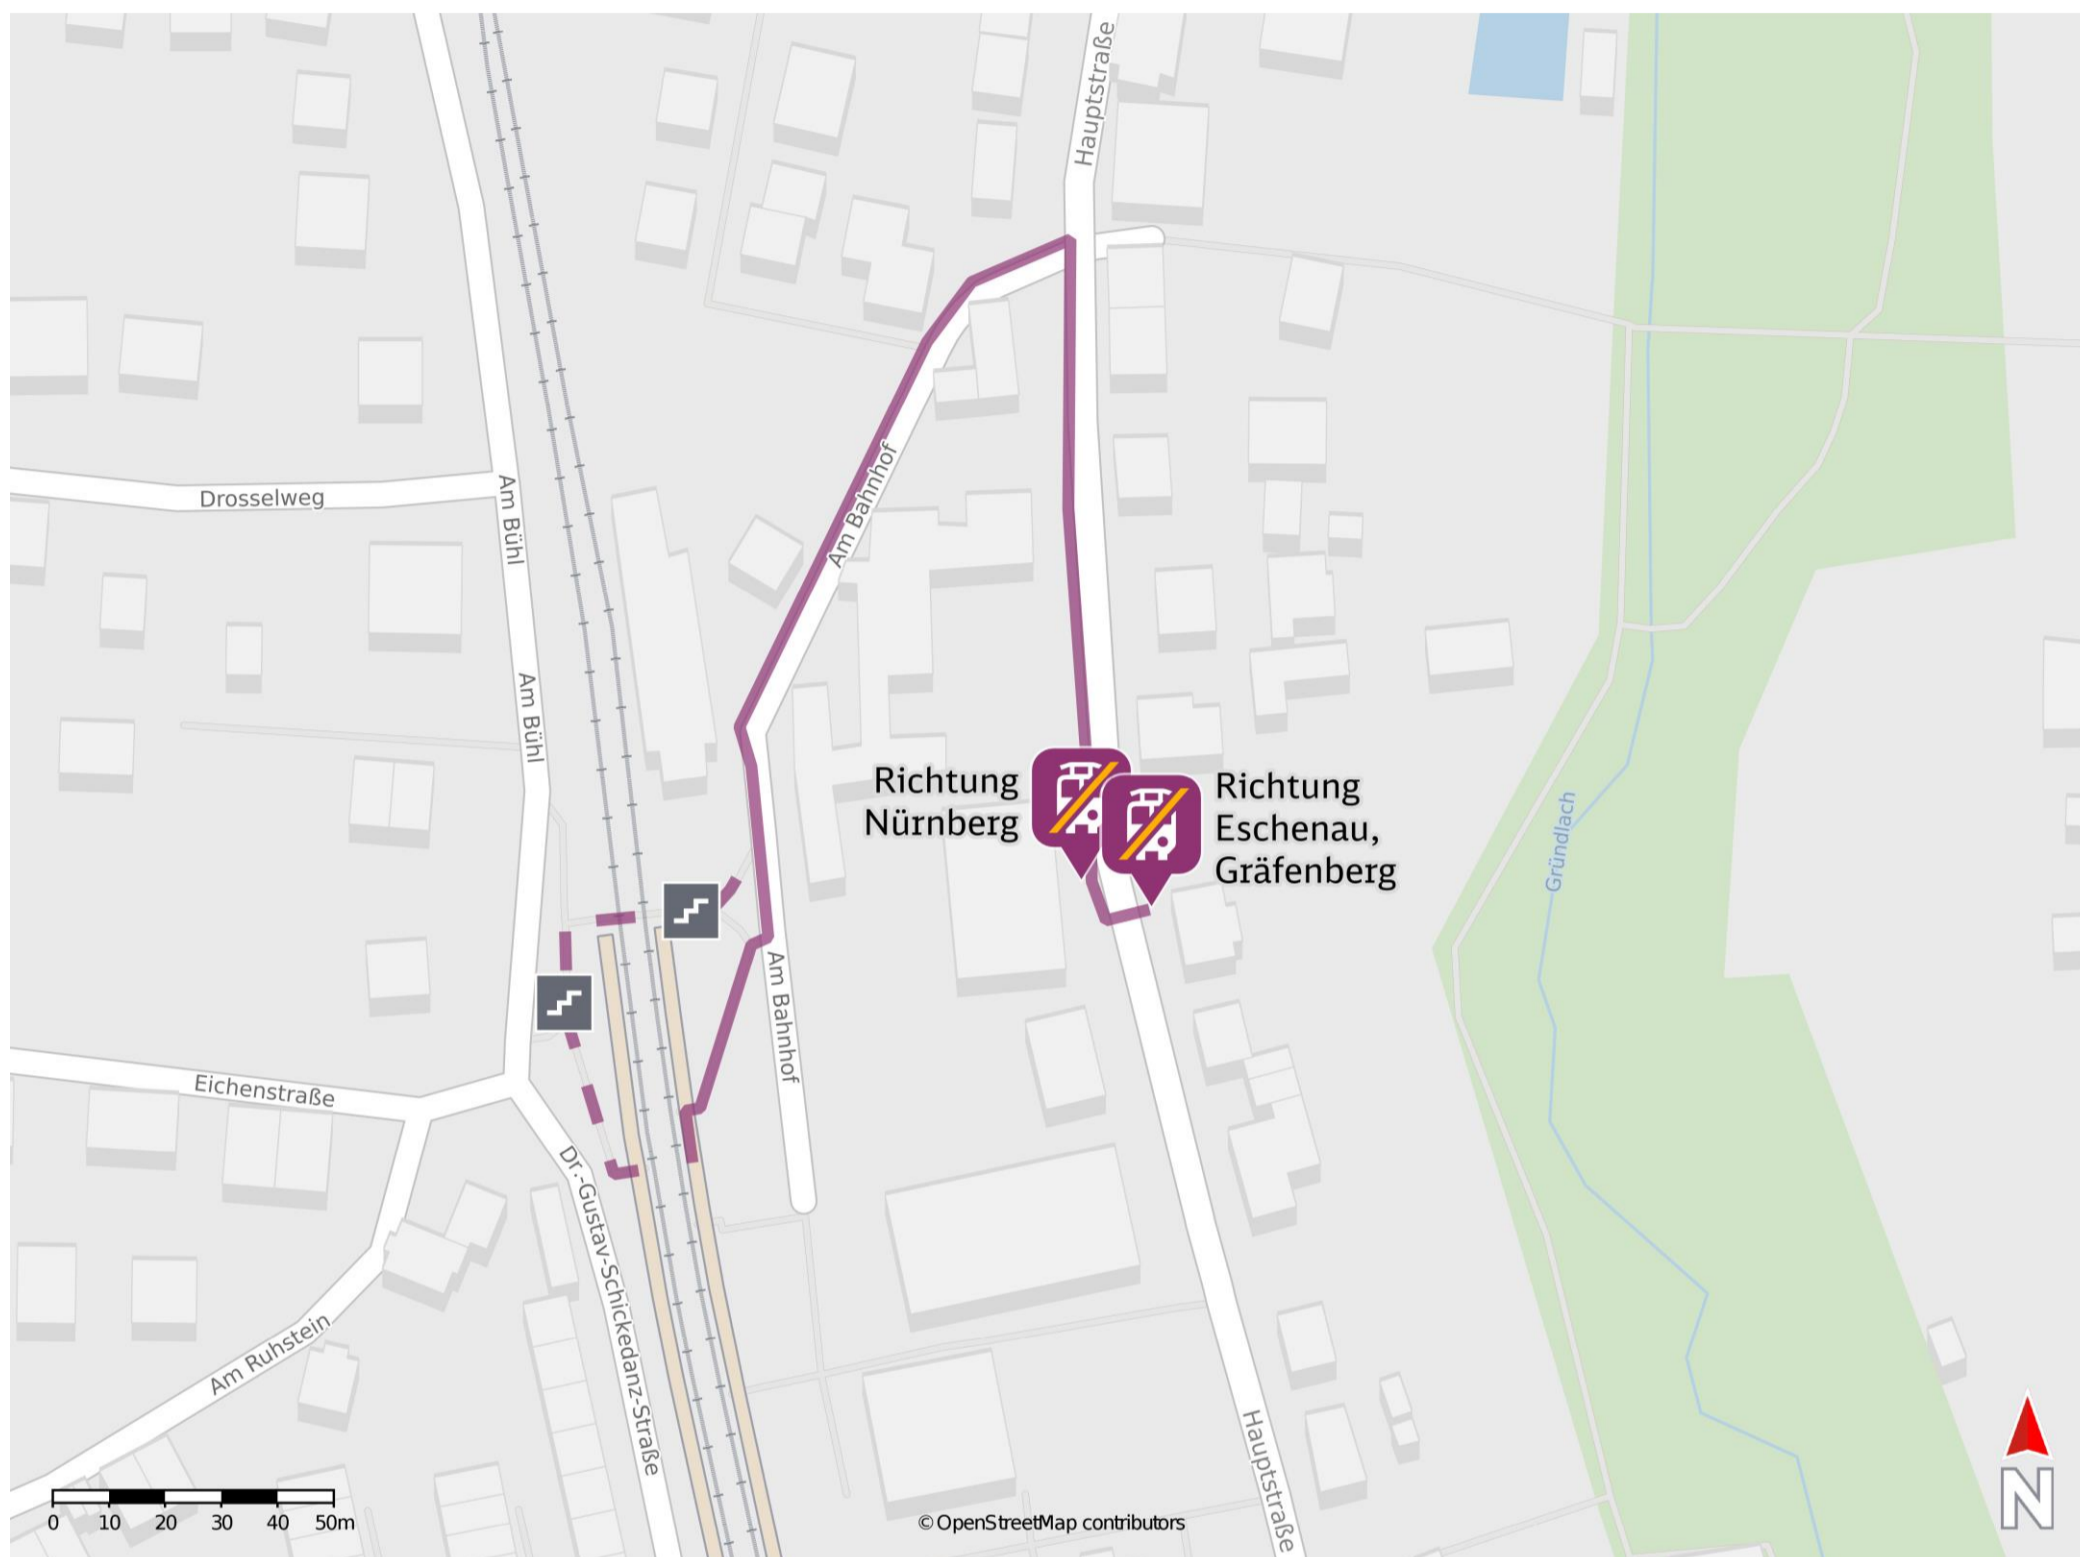 Hauptstraße
Am Bahnhof
Drosselweg
Am Bühl
Am Bühl
Richtung
Nürnberg
Richtung
Eschenau,
Gräfenberg
Gründlach
Am Bahnhof
Eichenstraße
Dr.-Gustav-Schickedanz-Straße
Am Ruhstein
Hauptstraße
0 10 20 30 40 50m
© OpenStreetMap contributors
N